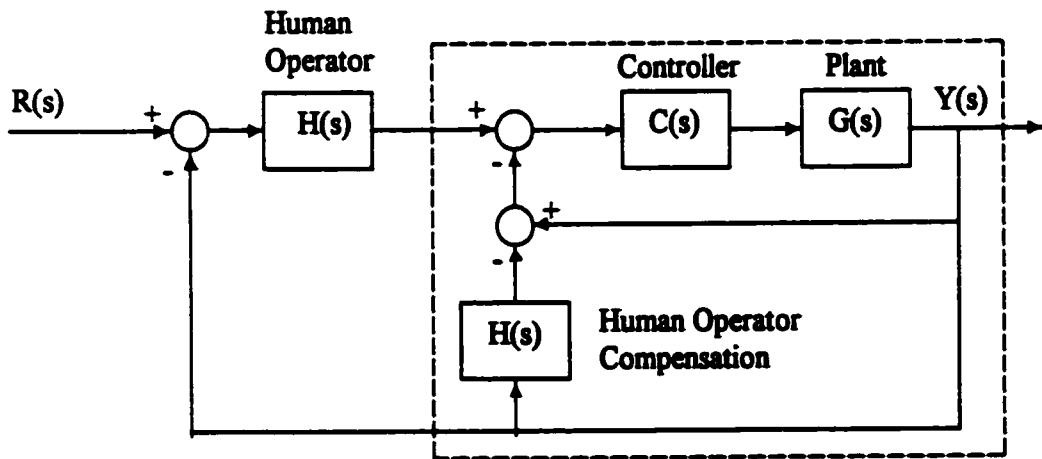 Human
Operator
Controller
Plant
R(s)
+
H(s)
+
C(s)
G(s)
Y(s)
-
-
+
-
H(s)
Human Operator
Compensation